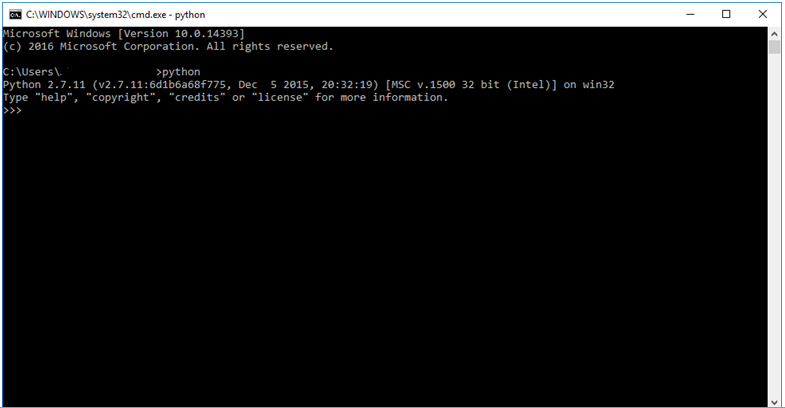 C:\WINDOWS\system32\cmd.exe - python
Microsoft Windows [Version 10.0.14393]
(c) 2016 Microsoft Corporation. All rights reserved.
C:\Users\. >python
Python 2.7.11 (v2.7.11:6d1b6a68f775, Dec  5 2015, 20:32:19) [MSC v.1500 32 bit (Intel)] on win32
Type "help", "copyright", "credits" or "license" for more information.
>>>